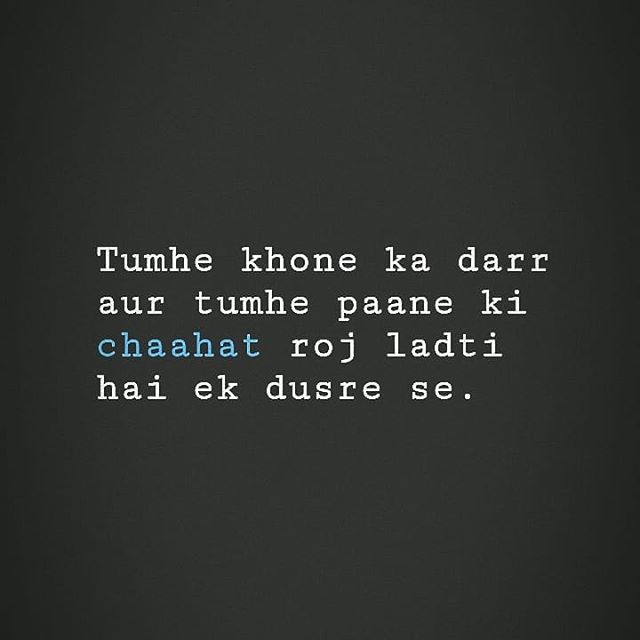 Tumhe khone ka darr
aur tumhe paane ki
chaahat roj ladti
hai ek dusre se.